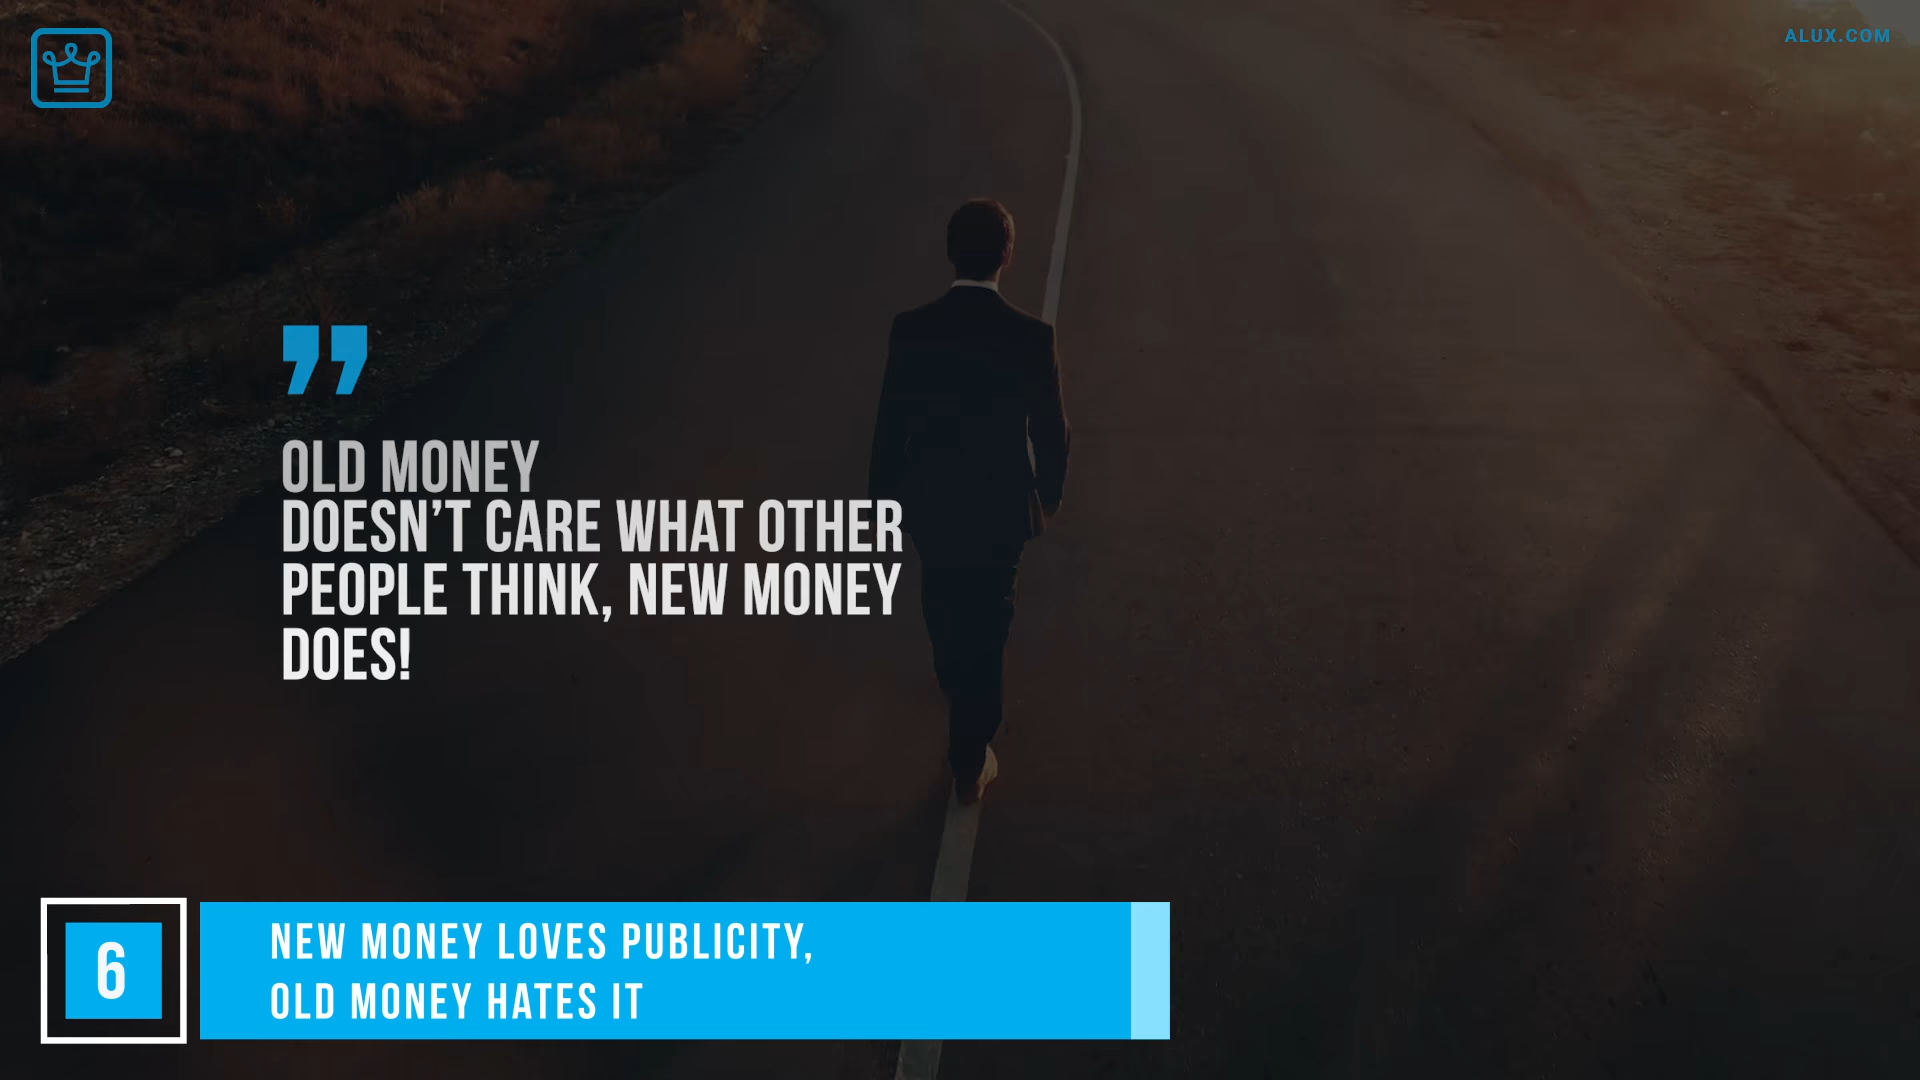 ALUX.COM
”
OLD MONEY
DOESN’T CARE WHAT OTHER
PEOPLE THINK, NEW MONEY
DOES!
6
NEW MONEY LOVES PUBLICITY,
OLD MONEY HATES IT